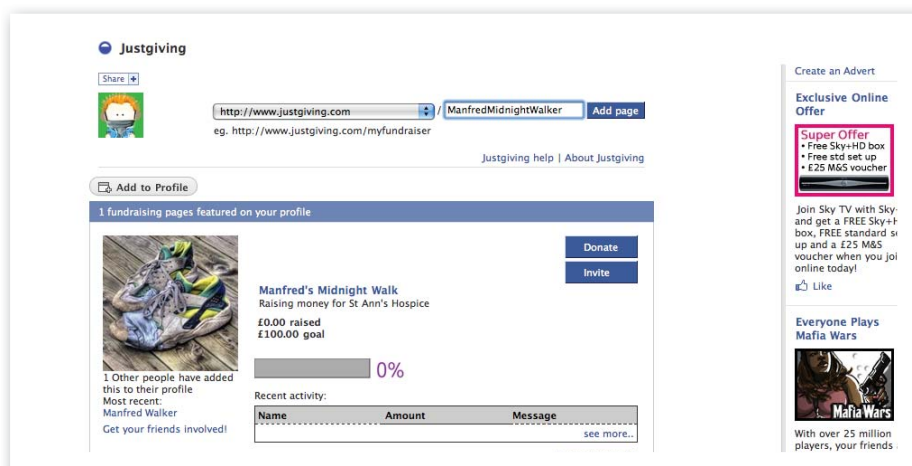 Justgiving
Share +
http://www.justgiving.com / ManfredMidnightWalker Add page
eg. http://www.justgiving.com/myfundraiser
Justgiving help | About Justgiving
Add to Profile
1 fundraising pages featured on your profile
Donate
Invite
Manfred's Midnight Walk
Raising money for St Ann's Hospice
£0.00 raised
£100.00 goal
0%
1 Other people have added
this to their profile
Most recent:
Manfred Walker
Get your friends involved!
Recent activity:
Name Amount Message
see more..
Create an Advert
Exclusive Online
Offer
Super Offer
• Free Sky+HD box
• Free std set up
• £25 M&S voucher
Join Sky TV with Sky+
and get a FREE Sky+H
box, FREE standard se
up and a £25 M&S
voucher when you joi
online today!
Like
Everyone Plays
Mafia Wars
Mafia Wars
With over 25 million
players, your friends